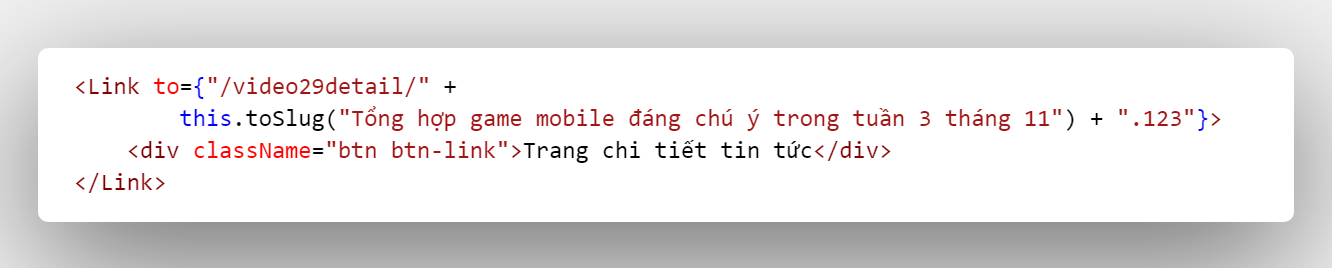 <Link to={"/video29detail/" +
this.toSlug("Tổng hợp game mobile đáng chú ý trong tuần 3 tháng 11") + ".123"}>
<div className="btn btn-link">Trang chi tiết tin tức</div>
</Link>